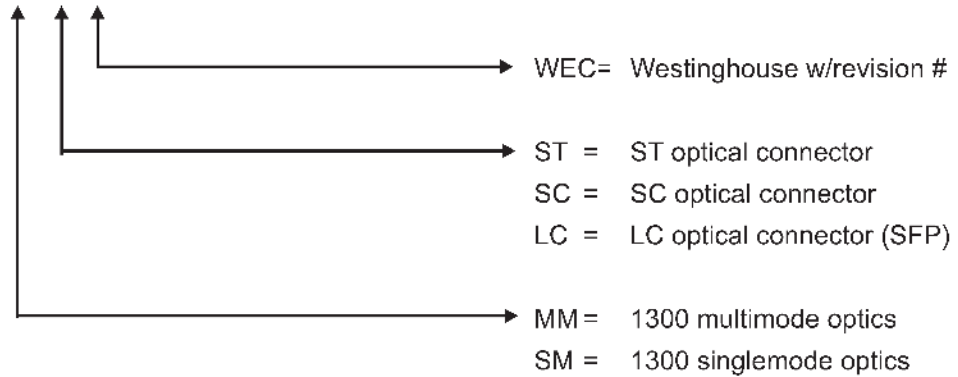 WEC= Westinghouse w/revision #
ST = ST optical connector
SC = SC optical connector
LC = LC optical connector (SFP)
MM = 1300 multimode optics
SM = 1300 singlemode optics